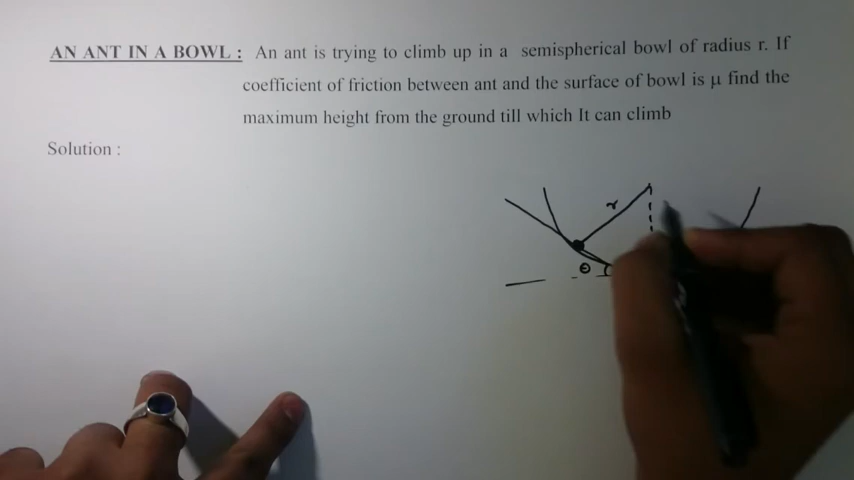 AN ANT IN A BOWL : An ant is trying to climb up in a semispherical bowl of radius r. If
coefficient of friction between ant and the surface of bowl is μ find the
maximum height from the ground till which It can climb
Solution :
r
θ